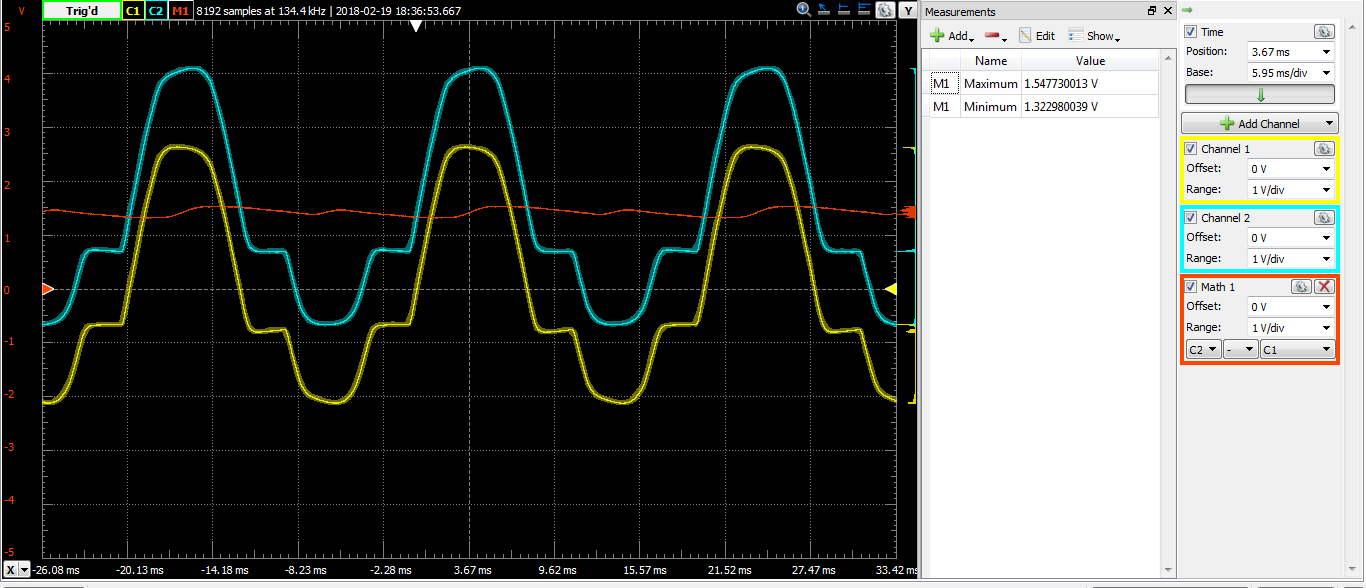 V Trig'd C1 C2 M1 8192 samples at 134.4 kHz | 2018-02-19 18:36:53.667 Y
5
4
3
2
1
0
-1
-2
-3
-4
-5
X -26.08 ms -20.13 ms -14.18 ms -8.23 ms -2.28 ms 3.67 ms 9.62 ms 15.57 ms 21.52 ms 27.47 ms 33.42 ms
Measurements
Add Edit Show
Name Value
M1 Maximum 1.547730013 V
M1 Minimum 1.322980039 V
Time
Position: 3.67 ms
Base: 5.95 ms/div
Add Channel
Channel 1
Offset: 0 V
Range: 1 V/div
Channel 2
Offset: 0 V
Range: 1 V/div
Math 1
Offset: 0 V
Range: 1 V/div
C2 - C1